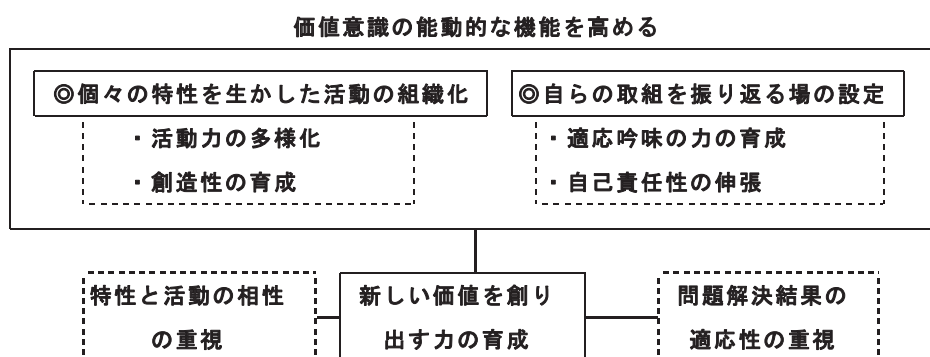 価値意識の能動的な機能を高める
◎個々の特性を生かした活動の組織化
◎自らの取組を振り返る場の設定
・活動力の多様化
・創造性の育成
・適応吟味の力の育成
・自己責任性の伸張
特性と活動の相性
の重視
新しい価値を創り
出す力の育成
問題解決結果の
適応性の重視